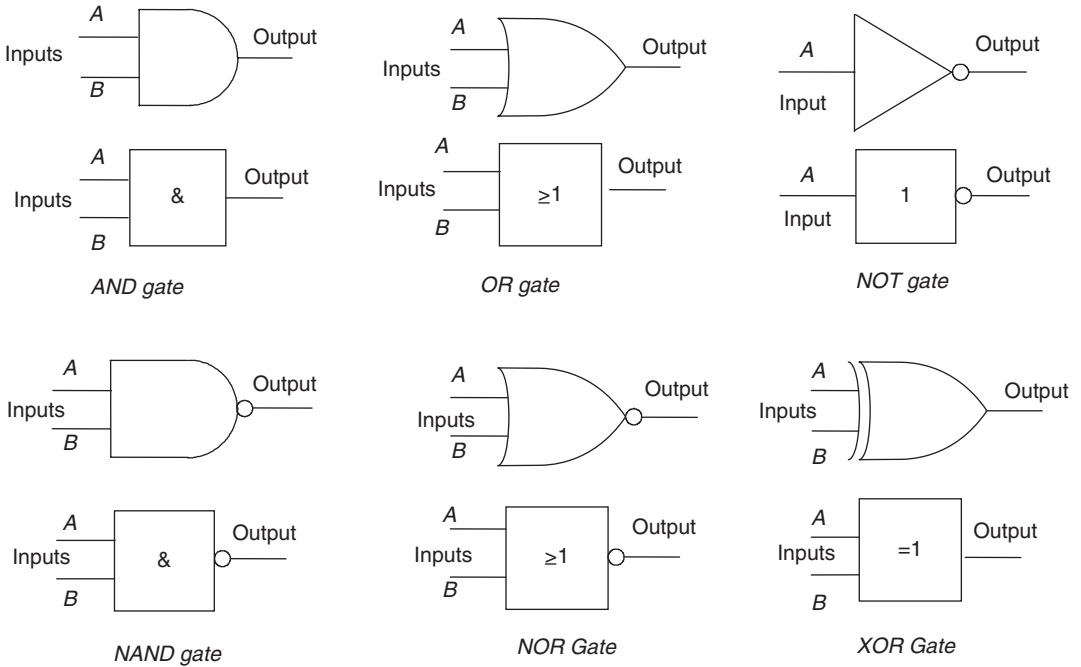 A
Inputs
Output
B
A
Inputs
&
Output
B
AND gate
A
Inputs
Output
B
A
Inputs
≥1
Output
B
OR gate
A
Output
Input
A
1
Output
Input
NOT gate
A
Inputs
Output
B
A
Inputs
&
Output
B
NAND gate
A
Inputs
Output
B
A
Inputs
≥1
Output
B
NOR Gate
A
Inputs
Output
B
A
Inputs
=1
Output
B
XOR Gate